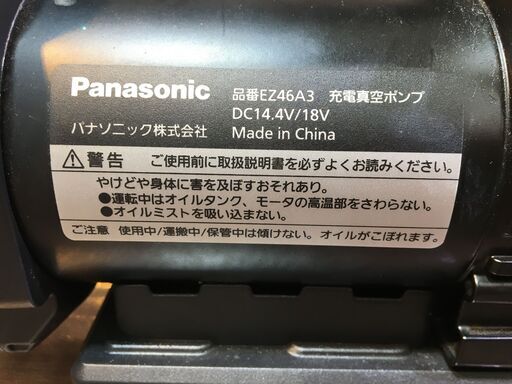 Panasonic 品番EZ46A3 充電真空ポンプ
DC14.4V/18V
パナソニック株式会社 Made in China
⚠警告 ご使用前に取扱説明書を必ずよくお読みください。
やけどや身体に害を及ぼすおそれあり。
●運転中はオイルタンク、モータの高温部をさわらない。
●オイルミストを吸い込まない。
ご注意 使用中/運搬中/保管中は傾けない。オイルがこぼれます。